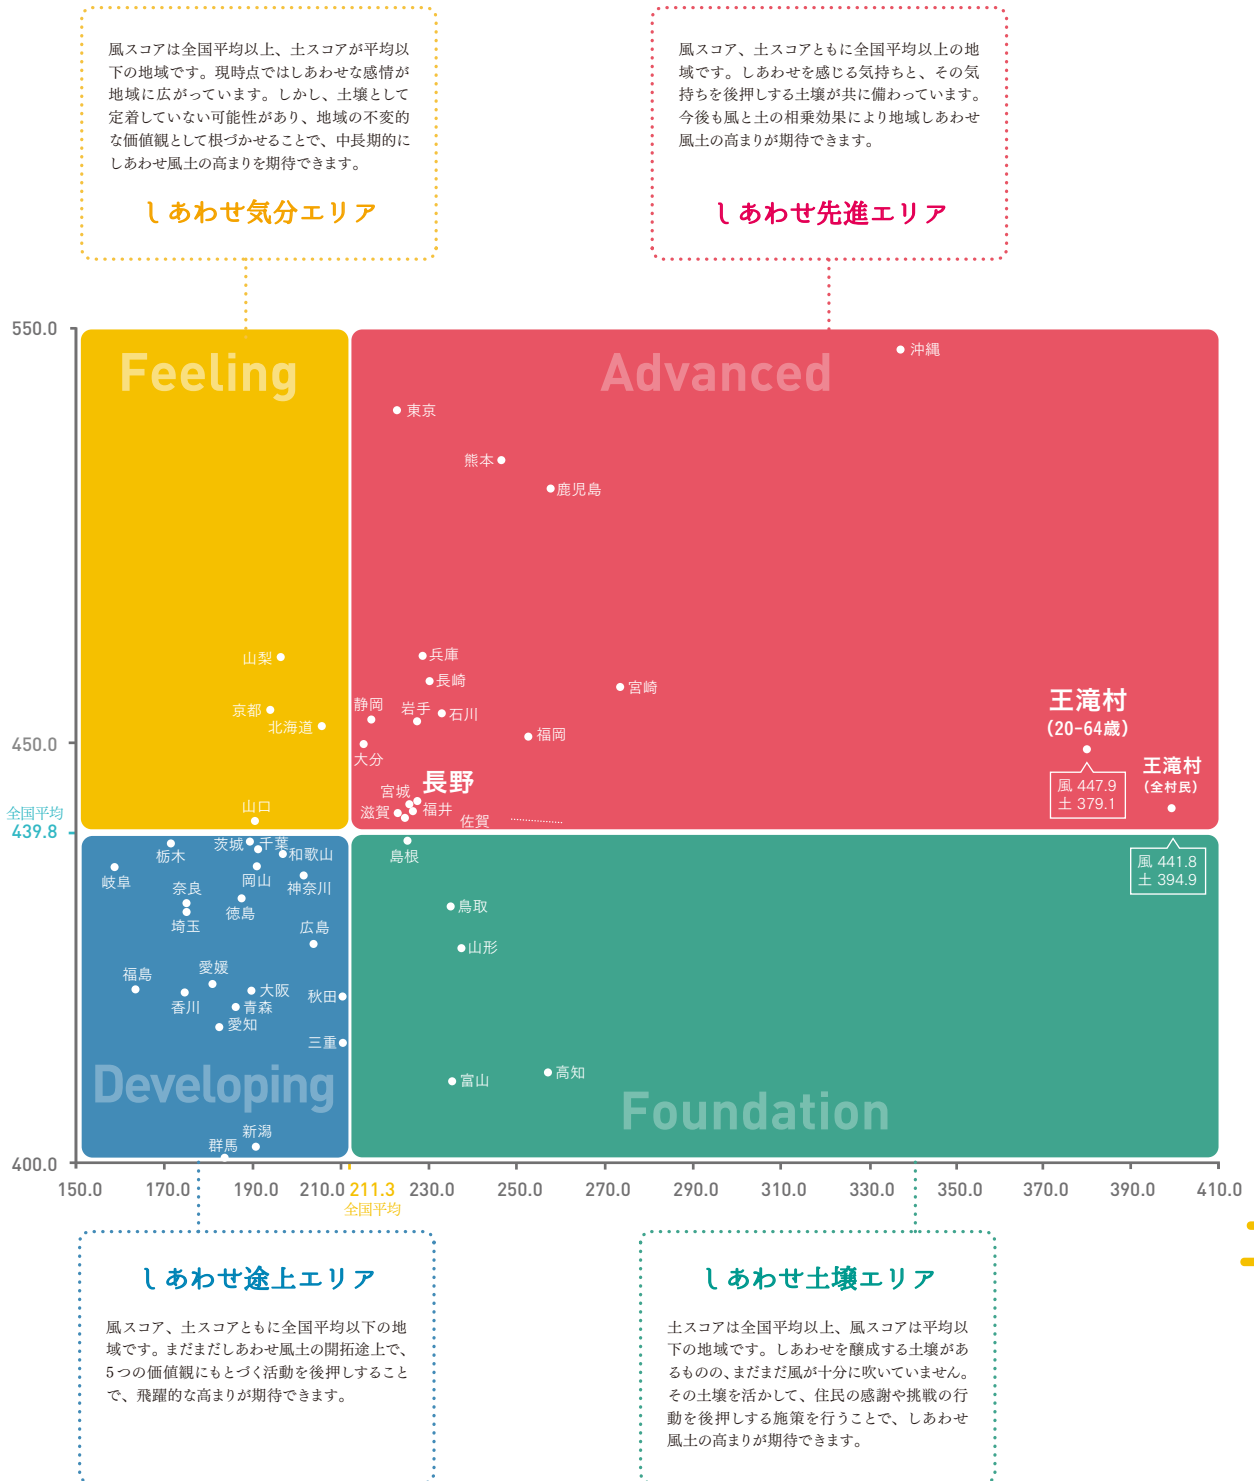 風スコアは全国平均以上、土スコアが平均以
下の地域です。現時点ではしあわせな感情が
地域に広がっています。しかし、土壌として
定着していない可能性があり、地域の不変的
な価値観として根づかせることで、中長期的に
しあわせ風土の高まりを期待できます。
しあわせ気分エリア
風スコア、土スコアともに全国平均以上の地
域です。しあわせを感じる気持ちと、その気
持ちを後押しする土壌が共に備わっています。
今後も風と土の相乗効果により地域しあわせ
風土の高まりが期待できます。
しあわせ先進エリア
550.0
Feeling
Advanced
沖縄
東京
熊本
鹿児島
山梨
兵庫
長崎
宮崎
京都
北海道
静岡
岩手
石川
福岡
大分
王滝村
(20-64歳)
風 447.9
土 379.1
王滝村
(全村民)
450.0
長野
宮城
滋賀
福井
佐賀
山口
全国平均
439.8
栃木
茨城
千葉
和歌山
島根
風 441.8
土 394.9
岐阜
奈良
岡山
神奈川
埼玉
徳島
広島
鳥取
山形
福島
愛媛
香川
大阪
青森
愛知
秋田
三重
富山
高知
Developing
Foundation
新潟
群馬
400.0
150.0
170.0
190.0
210.0
211.3
全国平均
230.0
250.0
270.0
290.0
310.0
330.0
350.0
370.0
390.0
410.0
しあわせ途上エリア
風スコア、土スコアともに全国平均以下の地
域です。まだまだしあわせ風土の開拓途上で、
5つの価値観にもとづく活動を後押しすること
で、飛躍的な高まりが期待できます。
しあわせ土壌エリア
土スコアは全国平均以上、風スコアは平均以
下の地域です。しあわせを醸成する土壌があ
るものの、まだまだ風が十分に吹いていません。
その土壌を活かして、住民の感謝や挑戦の行
動を後押しする施策を行うことで、しあわせ
風土の高まりが期待できます。